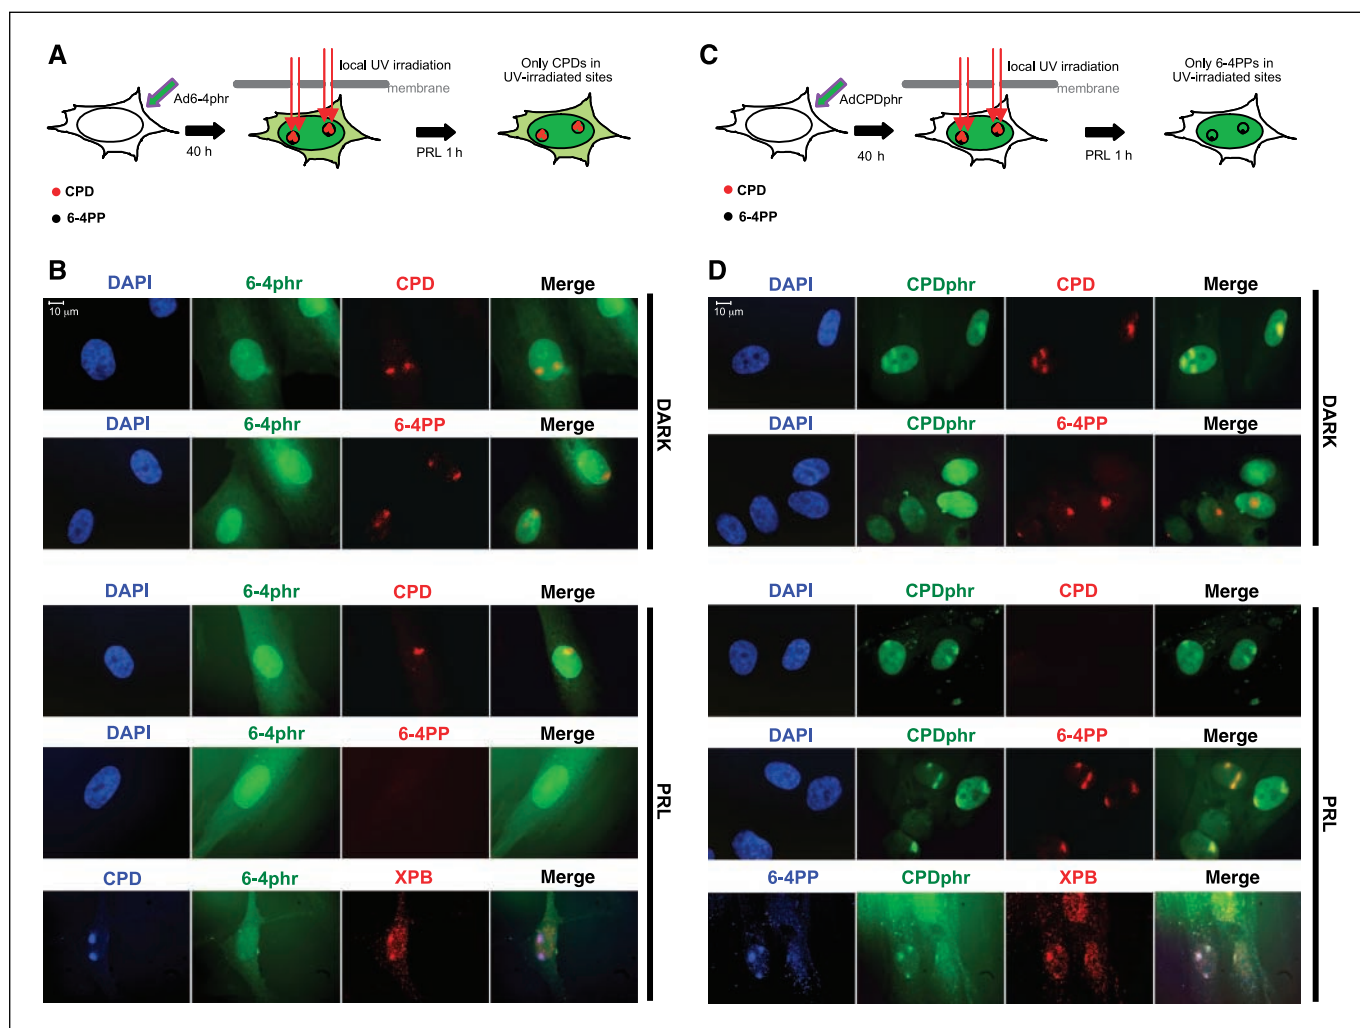 A
Ad6-4phr
40 h
local UV irradiation
membrane
PRL 1 h
Only CPDs in
UV-irradiated sites
CPD
6-4PP
B
DAPI 6-4phr CPD Merge
10 μm
DAPI 6-4phr 6-4PP Merge
DARK
DAPI 6-4phr CPD Merge
DAPI 6-4phr 6-4PP Merge
CPD 6-4phr XPB Merge
PRL
C
AdCPDphr
40 h
local UV irradiation
membrane
PRL 1 h
Only 6-4PPs in
UV-irradiated sites
CPD
6-4PP
D
DAPI CPDphr CPD Merge
10 μm
DAPI CPDphr 6-4PP Merge
DARK
DAPI CPDphr CPD Merge
DAPI CPDphr 6-4PP Merge
6-4PP CPDphr XPB Merge
PRL